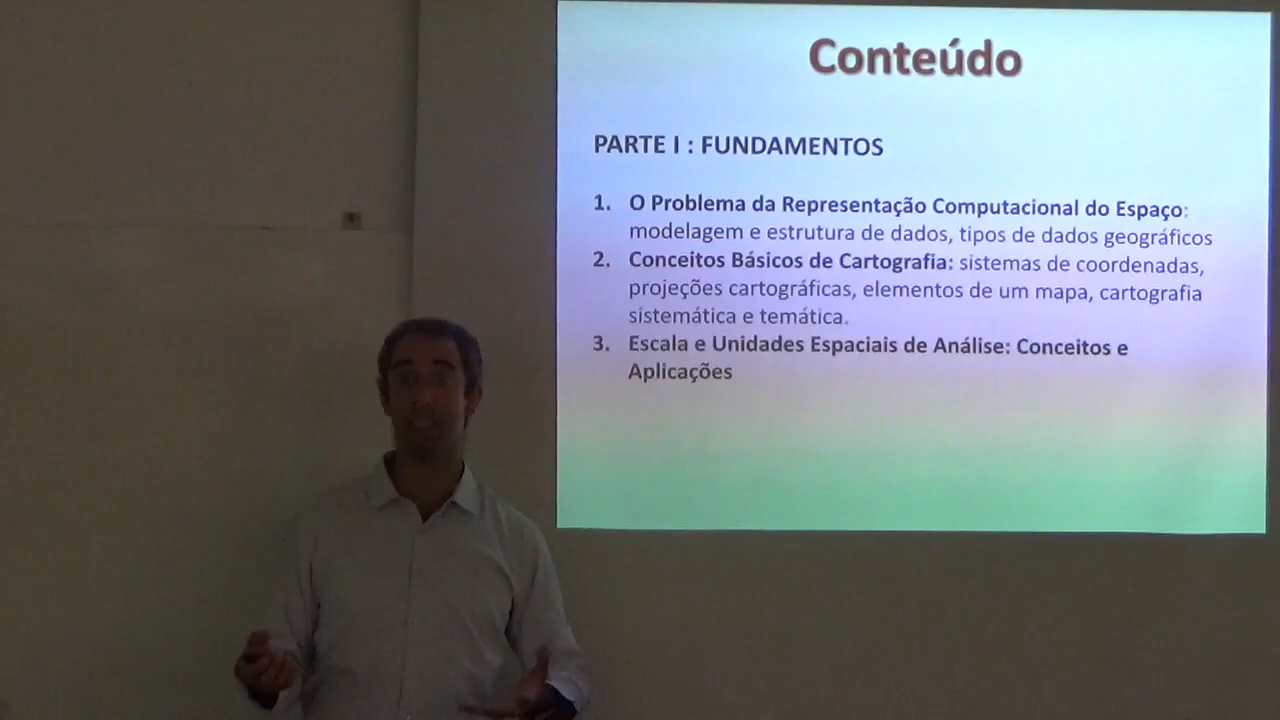 Conteúdo
PARTE I : FUNDAMENTOS
1. O Problema da Representação Computacional do Espaço:
modelagem e estrutura de dados, tipos de dados geográficos
2. Conceitos Básicos de Cartografia: sistemas de coordenadas,
projeções cartográficas, elementos de um mapa, cartografia
sistemática e temática.
3. Escala e Unidades Espaciais de Análise: Conceitos e
Aplicações